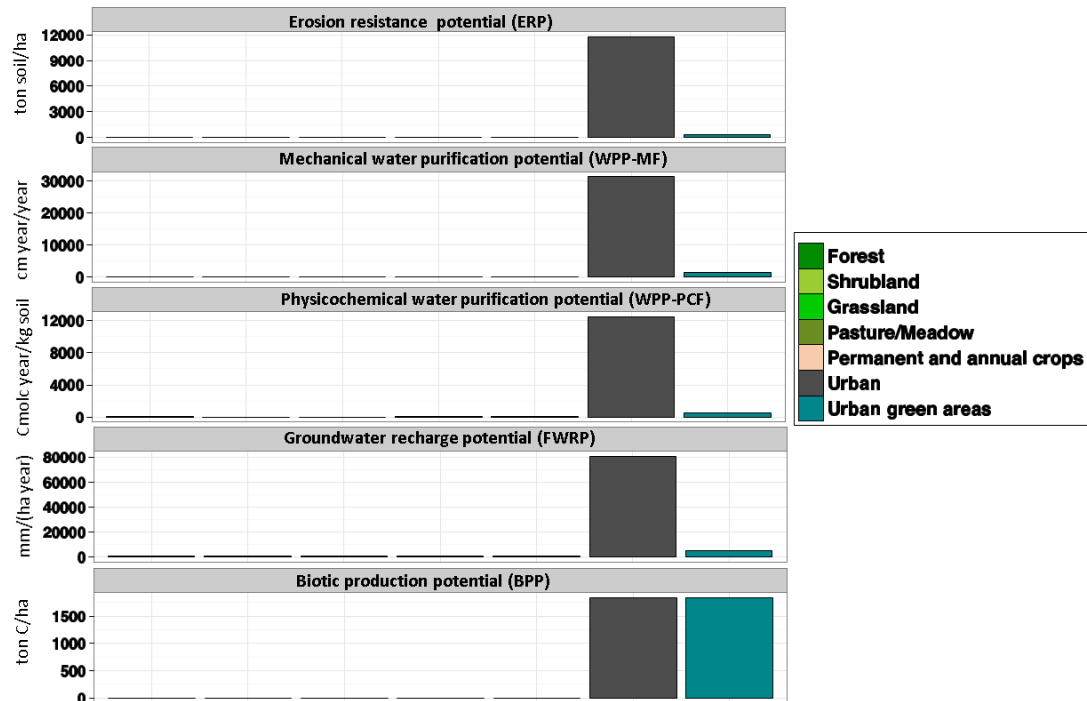 Erosion resistance potential (ERP)
ton soil/ha
12000
9000
6000
3000
0
Mechanical water purification potential (WPP-MF)
cm year/year
30000
20000
10000
0
Physicochemical water purification potential (WPP-PCF)
Cmolc year/kg soil
12000
8000
4000
0
Groundwater recharge potential (FWRP)
mm/(ha year)
80000
60000
40000
20000
0
Biotic production potential (BPP)
ton C/ha
1500
1000
500
0
Forest
Shrubland
Grassland
Pasture/Meadow
Permanent and annual crops
Urban
Urban green areas